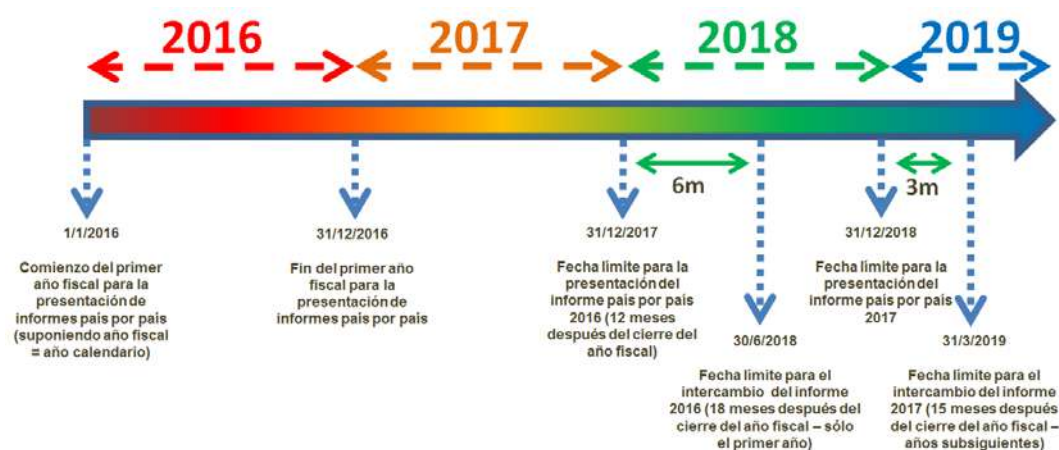 2016
2017
2018
2019
6m
3m
1/1/2016
Comienzo del primer
año fiscal para la
presentación de
informes país por país
(suponiendo año fiscal
= año calendario)
31/12/2016
Fin del primer año
fiscal para la
presentación de
informes país por país
31/12/2017
Fecha límite para la
presentación del
informe país por país
2016 (12 meses
después del cierre del
año fiscal)
30/6/2018
Fecha límite para el
intercambio del informe
2016 (18 meses después del
cierre del año fiscal – sólo
el primer año)
31/12/2018
Fecha límite para la
presentación del
informe país por país
2017
31/3/2019
Fecha límite para el
intercambio del informe
2017 (15 meses después
del cierre del año fiscal –
años subsiguientes)